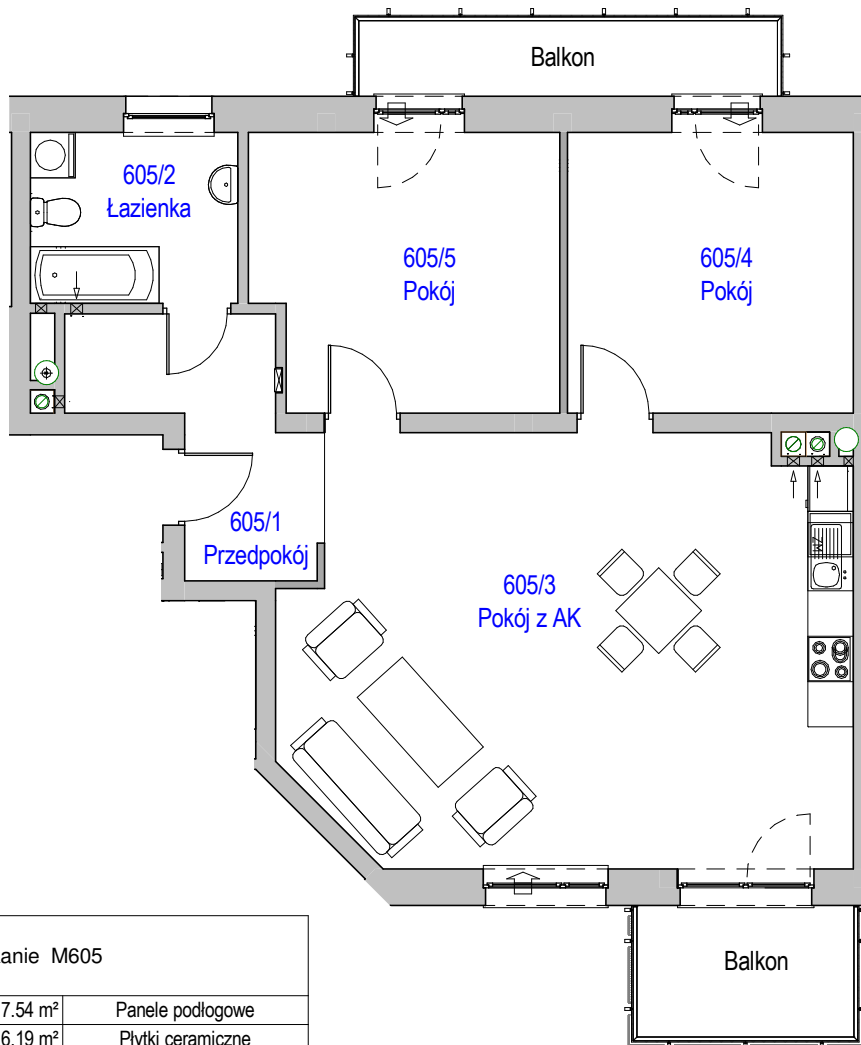 Balkon
605/2
Łazienka
605/5
Pokój
605/4
Pokój
605/1
Przedpokój
605/3
Pokój z AK
Balkon
M605
7.54 m² Panele podłogowe
6.19 m² Płytki ceramiczne